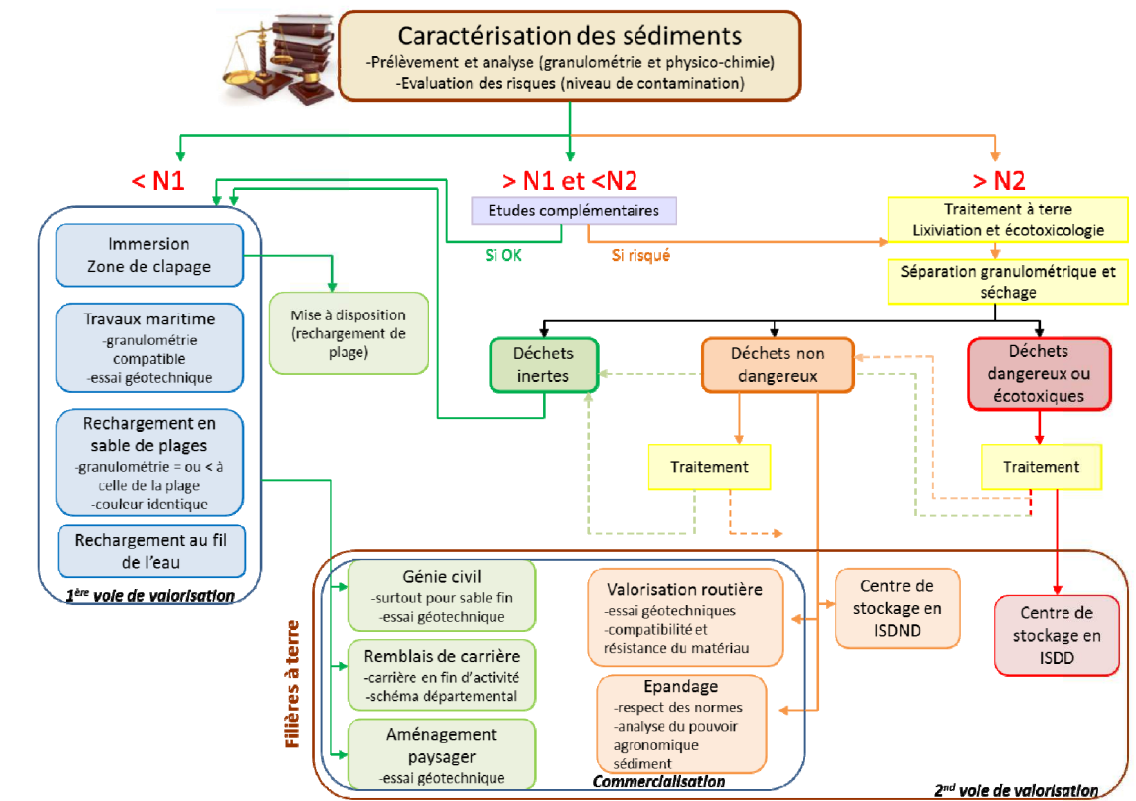 Caractérisation des sédiments
-Prélèvement et analyse (granulométrie et physico-chimie)
-Evaluation des risques (niveau de contamination)
< N1
> N1 et <N2
> N2
Etudes complémentaires
Traitement à terre
Lixiviation et écotoxicologie
Si OK
Si risqué
Immersion
Zone de clapage
Séparation granulométrique et
séchage
Mise à disposition
(rechargement de
plage)
Travaux maritime
-granulométrie
compatible
-essai géotechnique
Déchets
inertes
Déchets non
dangereux
Déchets
dangereux ou
écotoxiques
Rechargement en
sable de plages
-granulométrie = ou < à
celle de la plage
-couleur identique
Traitement
Traitement
Rechargement au fil
de l'eau
1ère voie de valorisation
Filières à terre
Génie civil
-surtout pour sable fin
-essai géotechnique
Valorisation routière
-essai géotechniques
-compatibilité et
résistance du matériau
Centre de
stockage en
ISDND
Centre de
stockage en
ISDD
Remblais de carrière
-carrière en fin d'activité
-schéma départemental
Epandage
-respect des normes
-analyse du pouvoir
agronomique
sédiment
Aménagement
paysager
-essai géotechnique
Commercialisation
2nd voie de valorisation